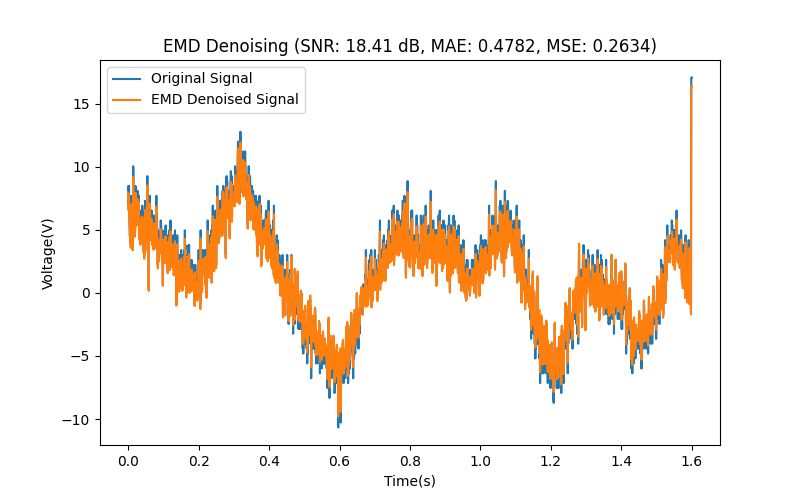 EMD Denoising (SNR: 18.41 dB, MAE: 0.4782, MSE: 0.2634)
Original Signal
EMD Denoised Signal
15
10
5
0
−5
−10
Voltage(V)
0.0 0.2 0.4 0.6 0.8 1.0 1.2 1.4 1.6
Time(s)